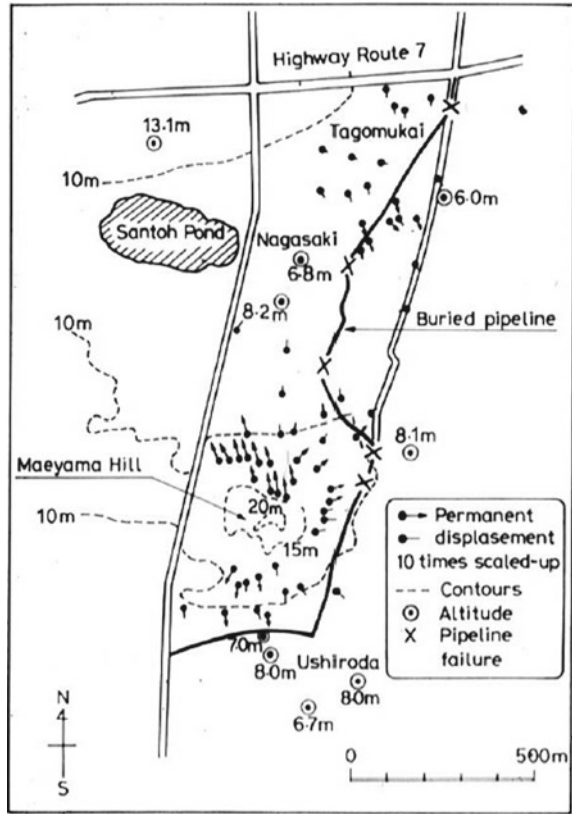 Highway Route 7
Tagomukai
13·1m
10m
6·0m
Santoh Pond
Nagasaki
6·8m
8·2m
10m
Buried pipeline
8·1m
Maeyama Hill
20m
10m
15m
Permanent
displasement
10 times scaled-up
Contours
Altitude
Pipeline
failure
7.0m
8·0m
Ushiroda
8·0m
6·7m
N
4
S
0 500m